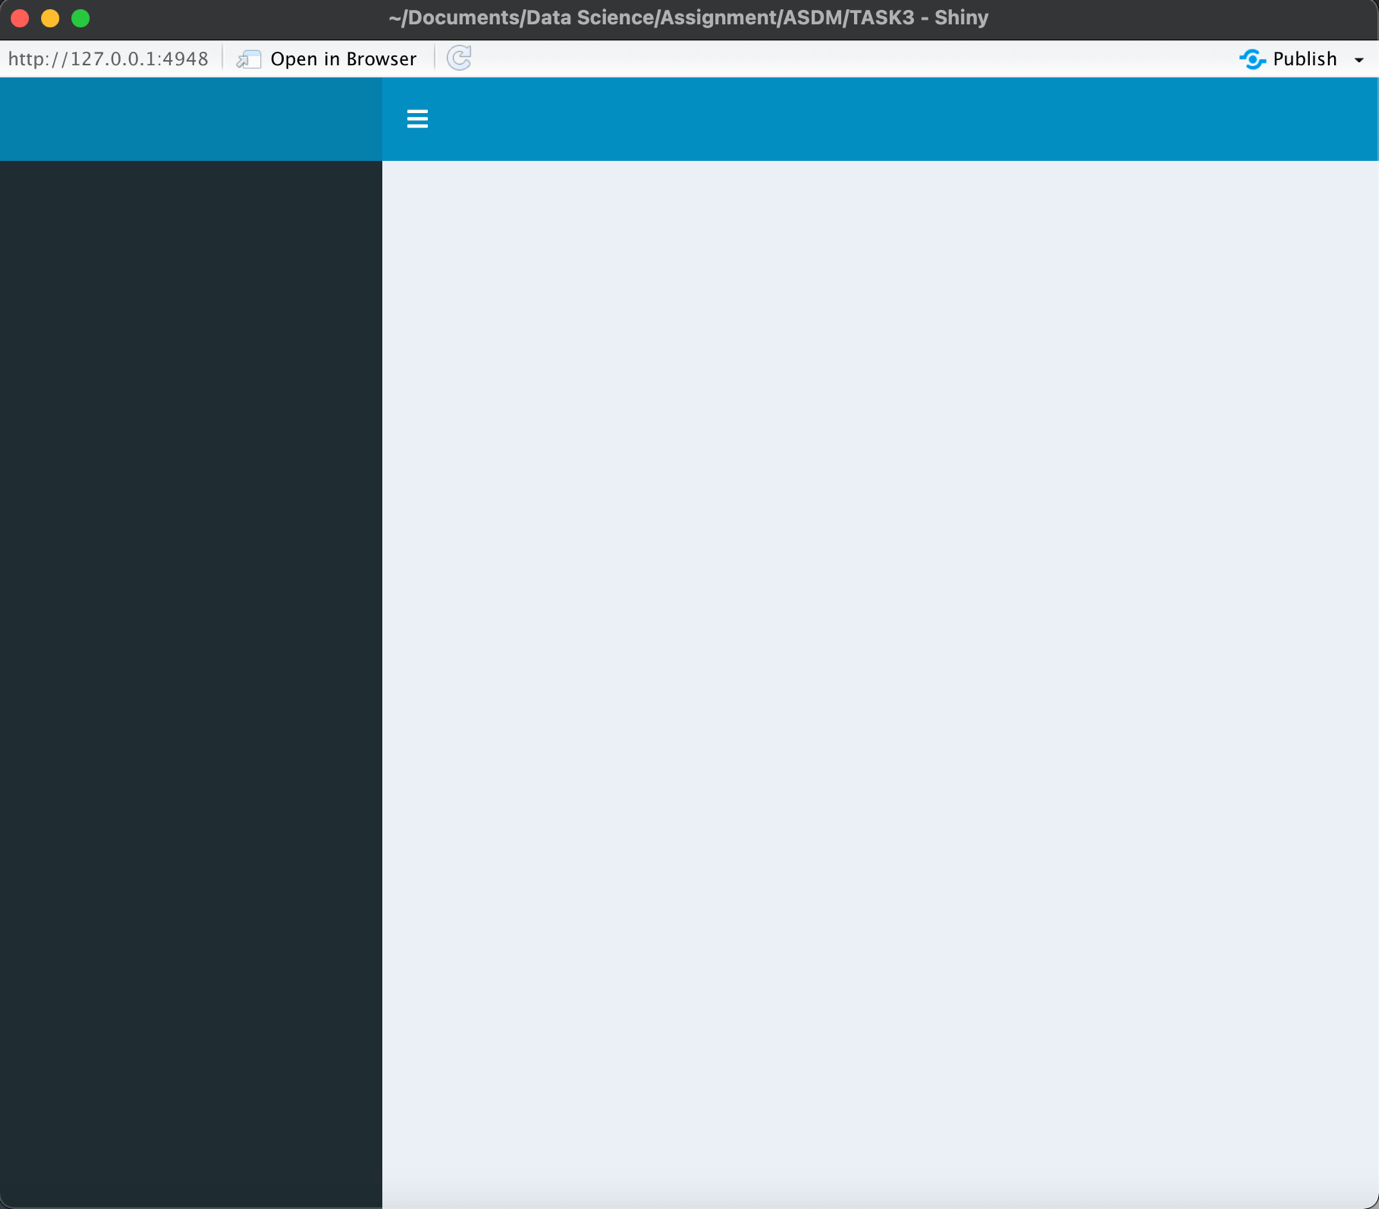 ~/Documents/Data Science/Assignment/ASDM/TASK3 - Shiny
http://127.0.0.1:4948 Open in Browser Publish